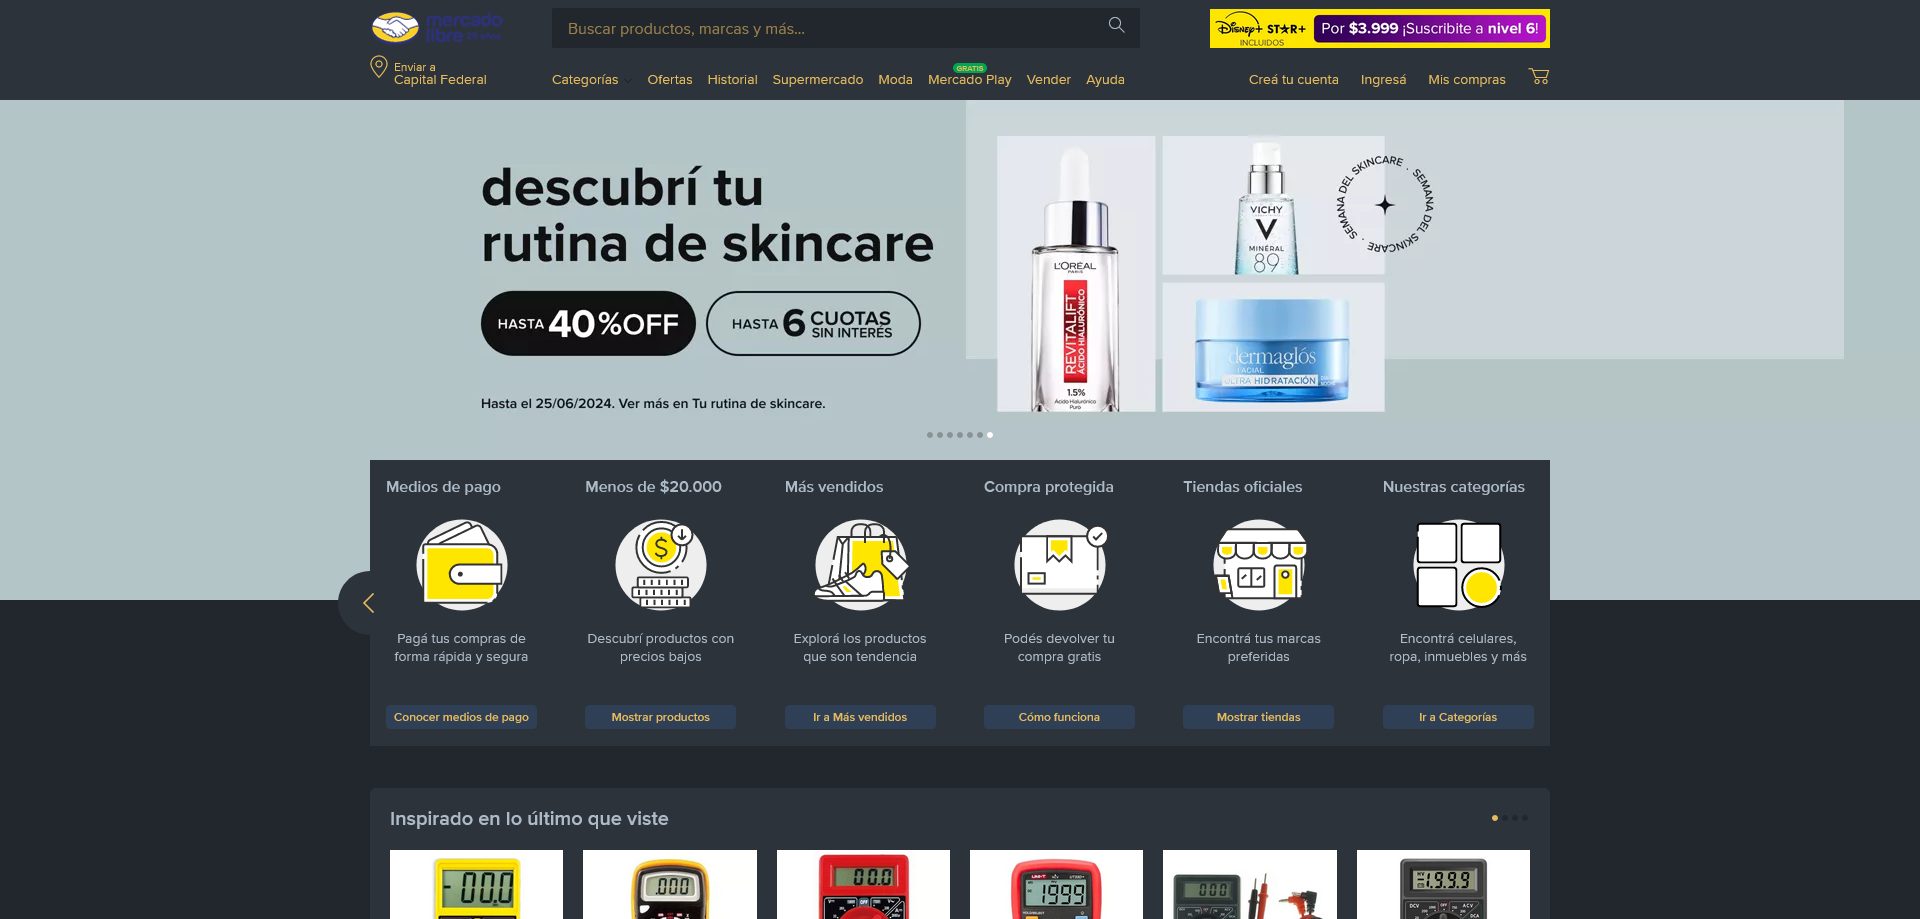 mercado
libre 25 años
Buscar productos, marcas y más...
Disney+ STAR+
INCLUIDOS
Por $3.999 ¡Suscribite a nivel 6!
Enviar a
Capital Federal
Categorías
Ofertas
Historial
Supermercado
Moda
GRATIS
Mercado Play
Vender
Ayuda
Creá tu cuenta
Ingresá
Mis compras
descubrí tu
rutina de skincare
HASTA 40%OFF
HASTA 6 CUOTAS
SIN INTERÉS
Hasta el 25/06/2024. Ver más en Tu rutina de skincare.
L'ORÉAL
PARIS
REVITALIFT
ÁCIDO HIALURÓNICO
1.5%
Ácido Hialurónico
Puro
VICHY
MINÉRAL
89
SEMANA DEL SKINCARE · SEMANA DEL SKINCARE ·
dermaglós
FACIAL
ULTRA HIDRATACIÓN
Medios de pago
Pagá tus compras de
forma rápida y segura
Conocer medios de pago
Menos de $20.000
Descubrí productos con
precios bajos
Mostrar productos
Más vendidos
Explorá los productos
que son tendencia
Ir a Más vendidos
Compra protegida
Podés devolver tu
compra gratis
Cómo funciona
Tiendas oficiales
Encontrá tus marcas
preferidas
Mostrar tiendas
Nuestras categorías
Encontrá celulares,
ropa, inmuebles y más
Ir a Categorías
Inspirado en lo último que viste
-00.0
.000
00.0
UNI-T
1999
000
-1.9.9.9
OFF
DCV
ACV
DCA